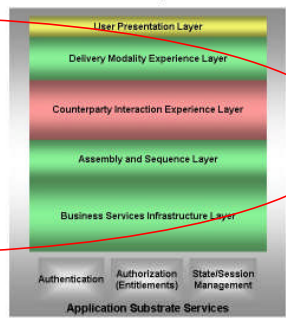 User Presentation Layer
Delivery Modality Experience Layer
Counterparty Interaction Experience Layer
Assembly and Sequence Layer
Business Services Infrastructure Layer
Authentication
Authorization
(Entitlements)
State/Session
Management
Application Substrate Services